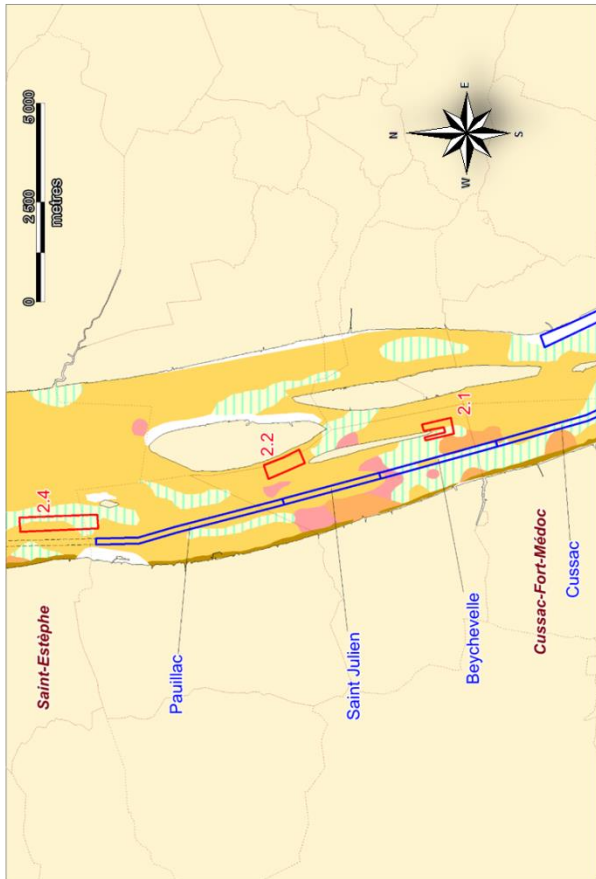 0 2 500 5 000
metres
N
W E
S
2.4
Saint-Estèphe
2.2
Pauillac
2.1
Saint Julien
Beychevelle
Cussac-Fort-Médoc
Cussac